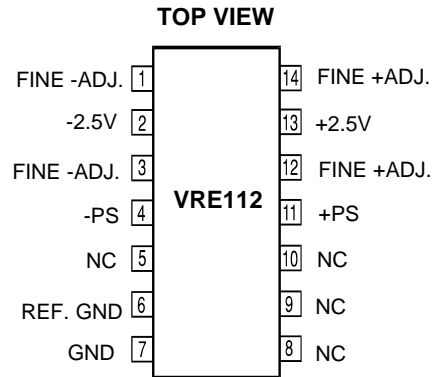 TOP VIEW
FINE -ADJ. 1 14 FINE +ADJ.
-2.5V 2 13 +2.5V
FINE -ADJ. 3 12 FINE +ADJ.
VRE112
-PS 4 11 +PS
NC 5 10 NC
REF. GND 6 9 NC
GND 7 8 NC